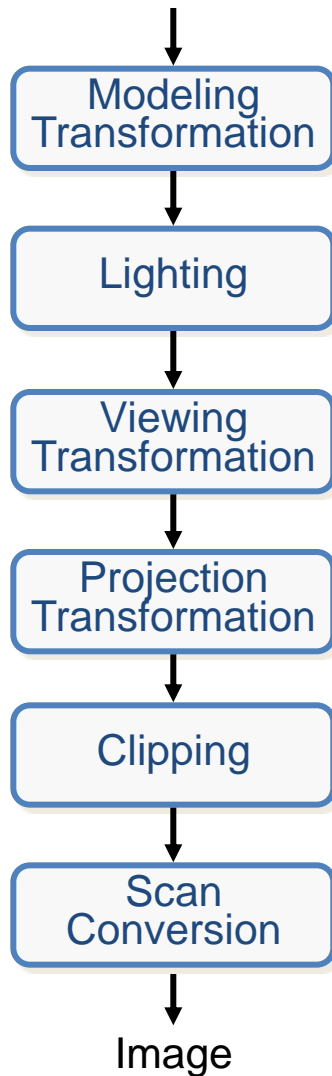 Modeling
Transformation
Lighting
Viewing
Transformation
Projection
Transformation
Clipping
Scan
Conversion
Image